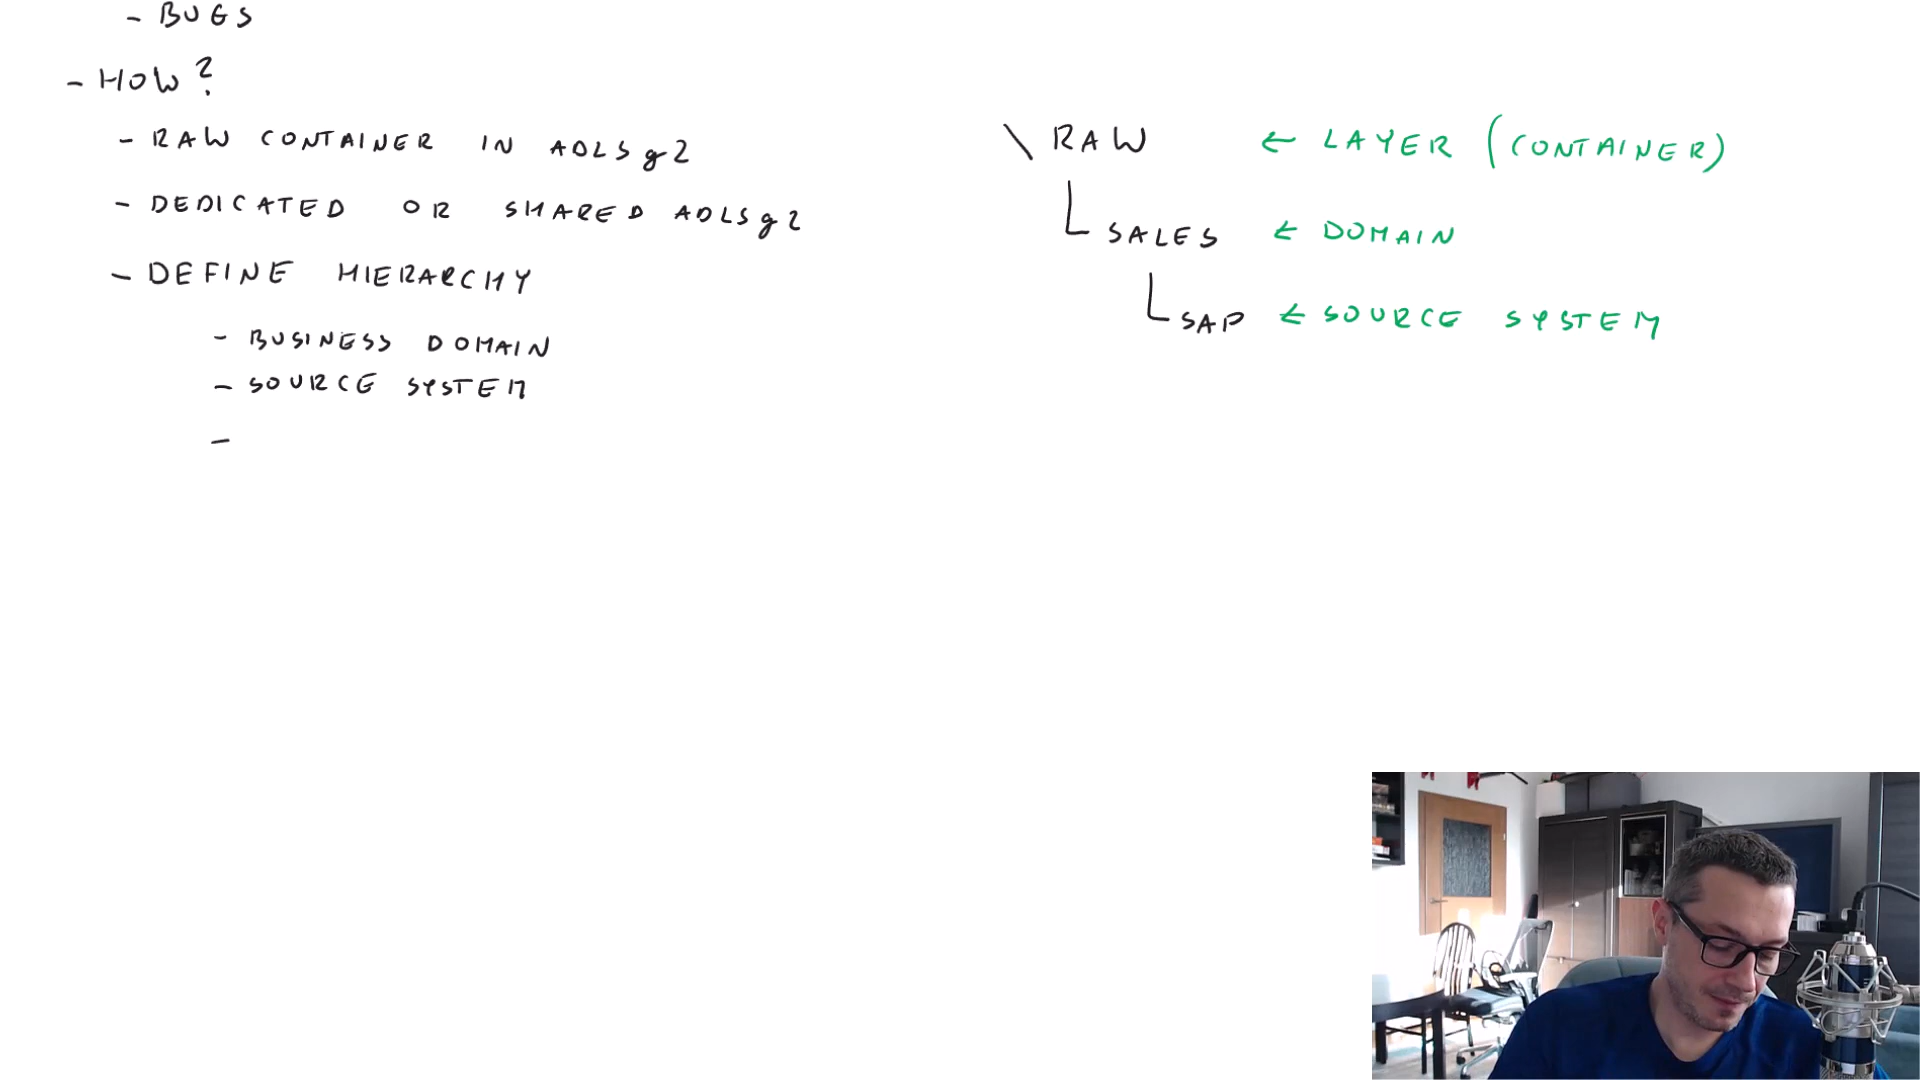 - BUGS
- HOW?
- RAW CONTAINER IN ADLS g2
- DEDICATED OR SHARED ADLS g2
- DEFINE HIERARCHY
- BUSINESS DOMAIN
- SOURCE SYSTEM
-
\ RAW ← LAYER (CONTAINER)
SALES ← DOMAIN
SAP ← SOURCE SYSTEM